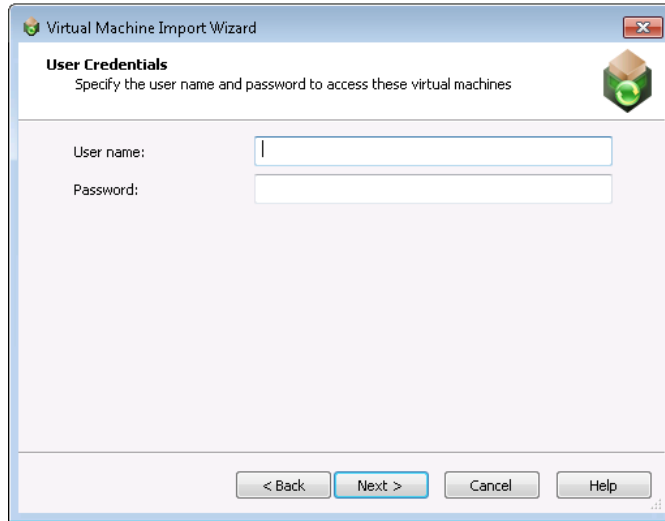 Virtual Machine Import Wizard
User Credentials
Specify the user name and password to access these virtual machines
User name:
Password:
< Back Next > Cancel Help